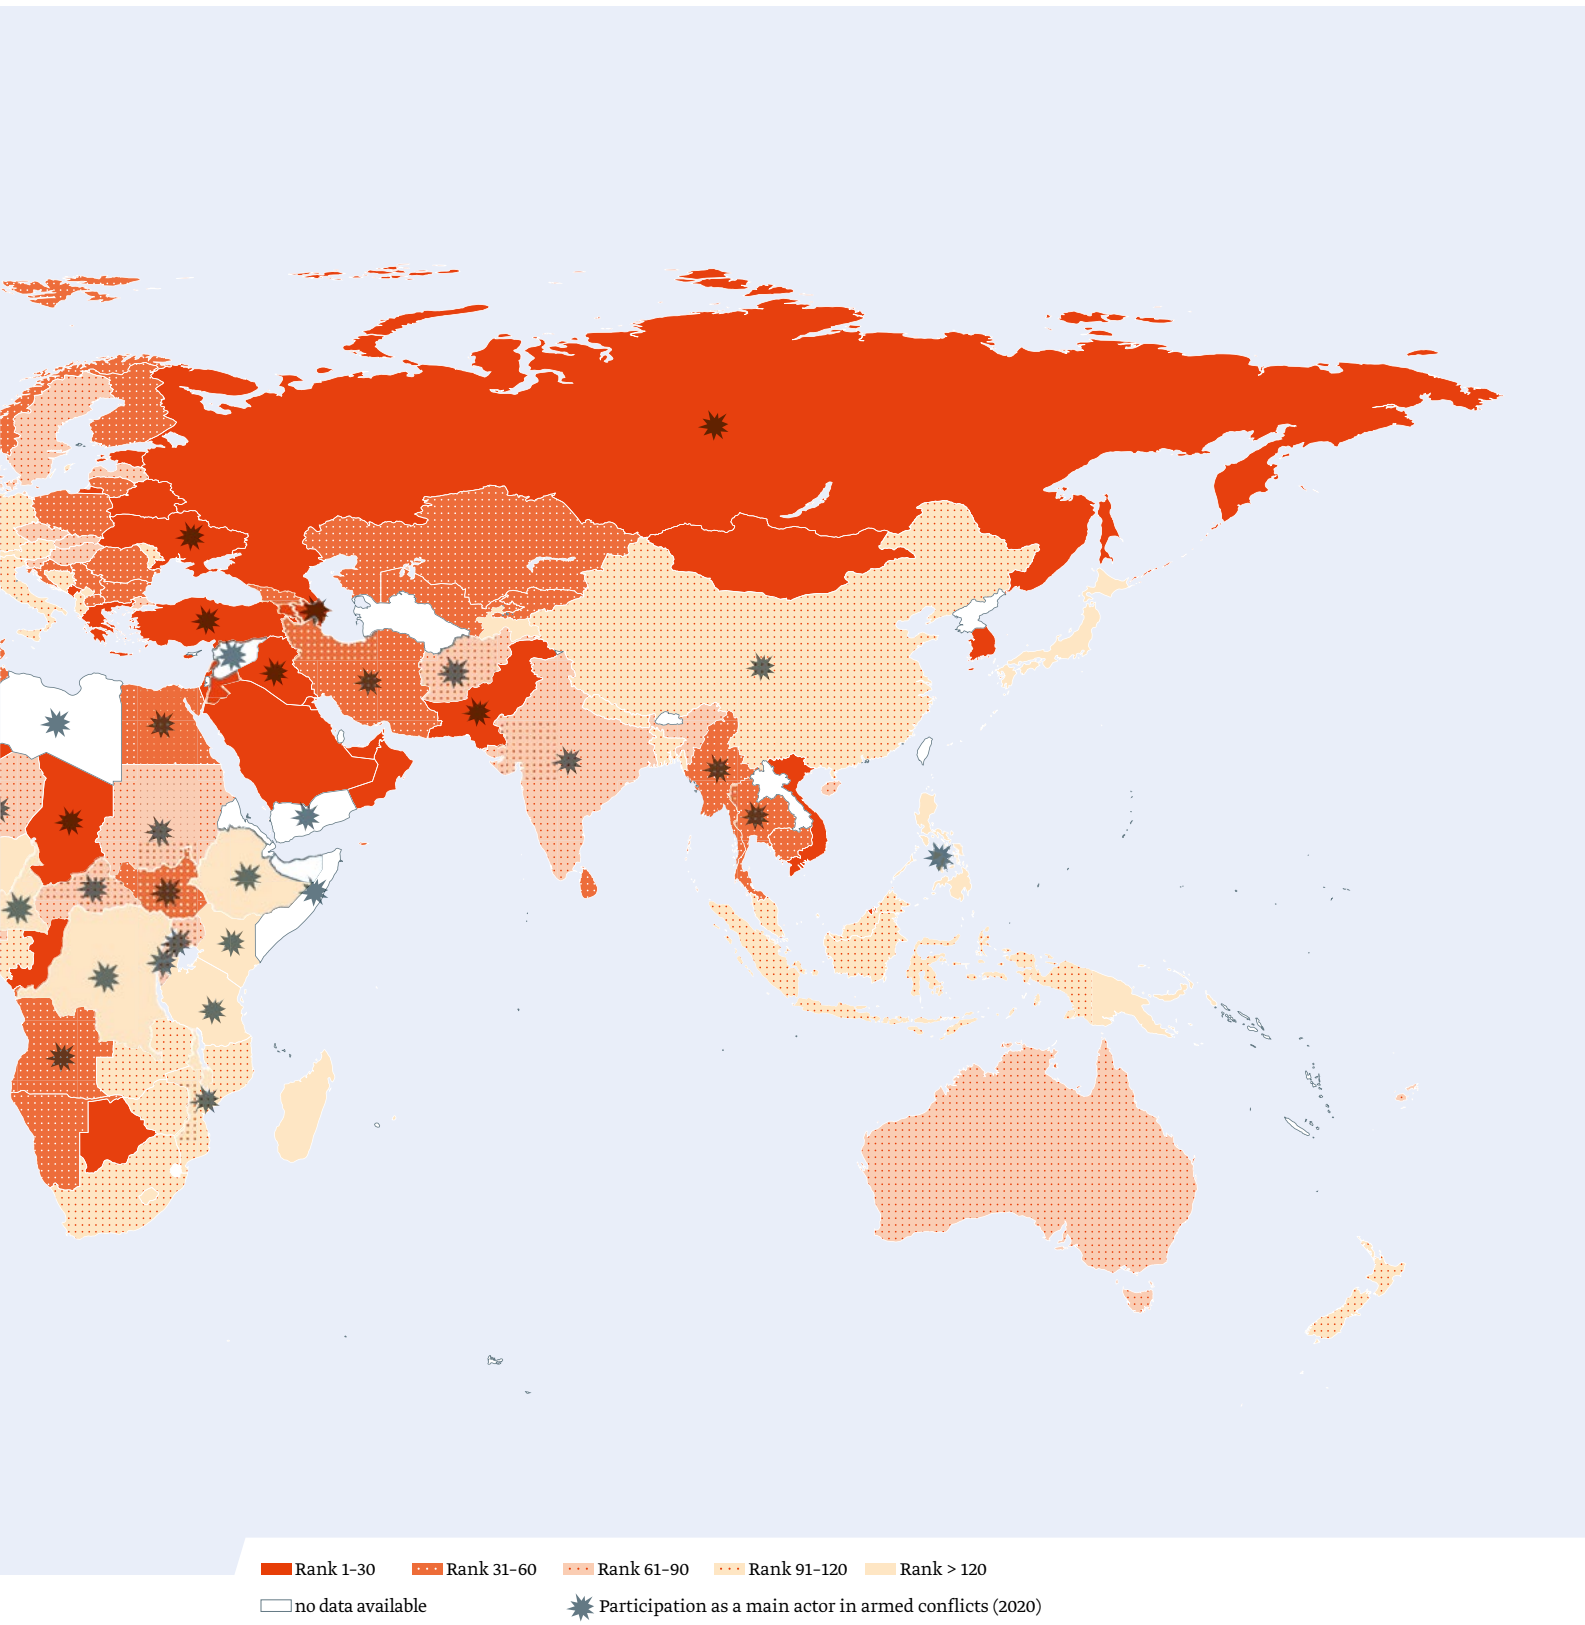 Rank 1–30 Rank 31–60 Rank 61–90 Rank 91–120 Rank > 120
no data available Participation as a main actor in armed conflicts (2020)